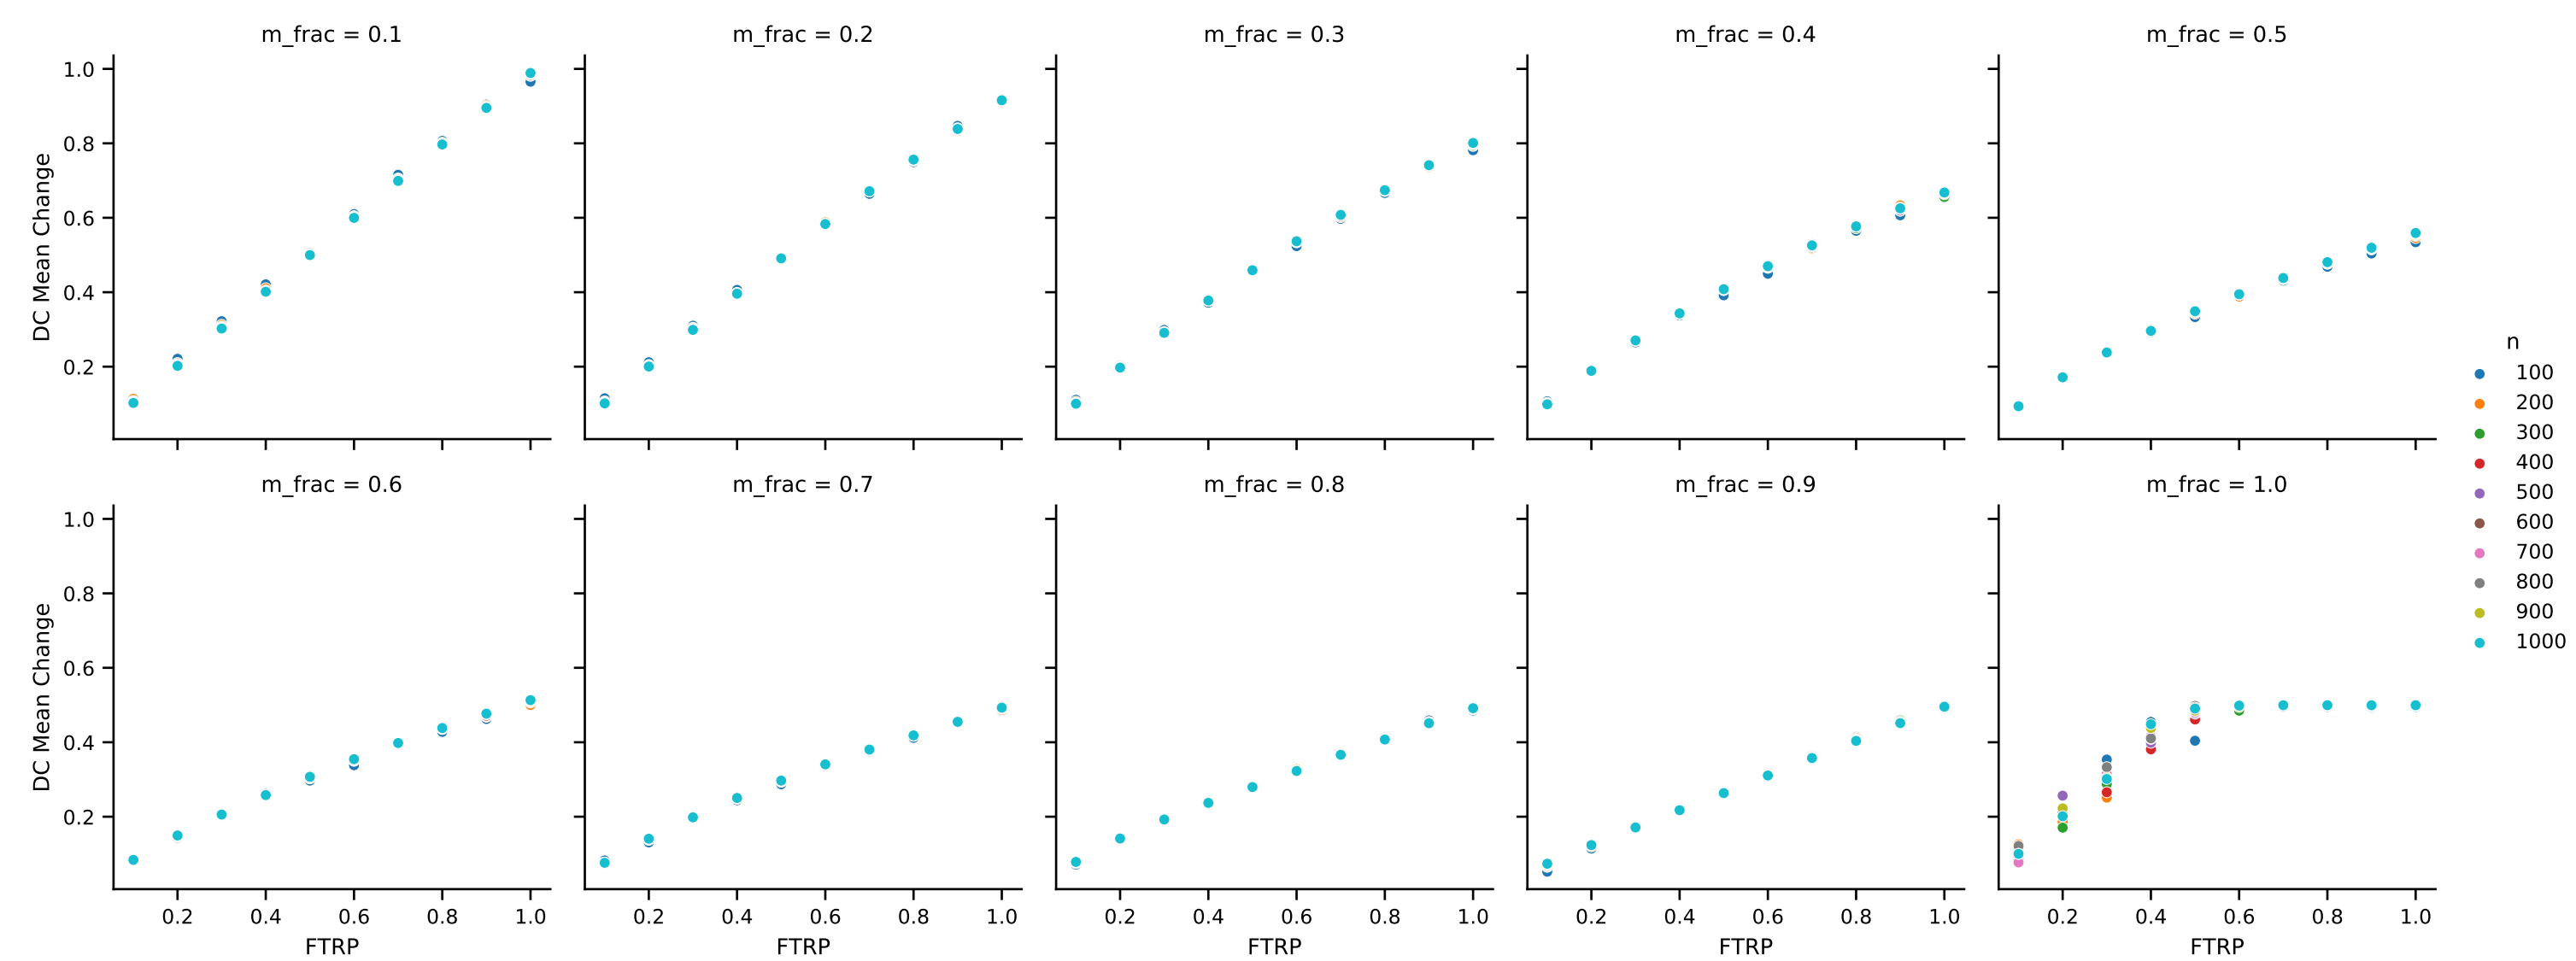 m_frac = 0.1
m_frac = 0.2
m_frac = 0.3
m_frac = 0.4
m_frac = 0.5
DC Mean Change
1.0
0.8
0.6
0.4
0.2
m_frac = 0.6
m_frac = 0.7
m_frac = 0.8
m_frac = 0.9
m_frac = 1.0
DC Mean Change
1.0
0.8
0.6
0.4
0.2
0.2 0.4 0.6 0.8 1.0
0.2 0.4 0.6 0.8 1.0
0.2 0.4 0.6 0.8 1.0
0.2 0.4 0.6 0.8 1.0
0.2 0.4 0.6 0.8 1.0
FTRP
FTRP
FTRP
FTRP
FTRP
n
100
200
300
400
500
600
700
800
900
1000